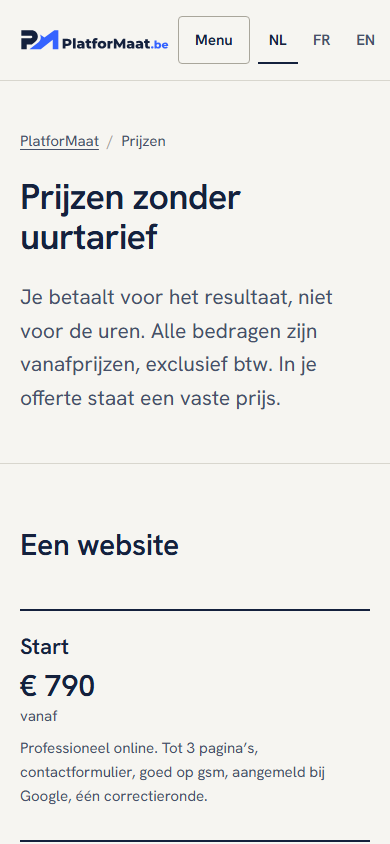 PM PlatforMaat.be
Menu
NL
FR
EN
PlatforMaat / Prijzen
Prijzen zonder
uurtarief
Je betaalt voor het resultaat, niet
voor de uren. Alle bedragen zijn
vanafprijzen, exclusief btw. In je
offerte staat een vaste prijs.
Een website
Start
€ 790
vanaf
Professioneel online. Tot 3 pagina’s,
contactformulier, goed op gsm, aangemeld bij
Google, één correctieronde.